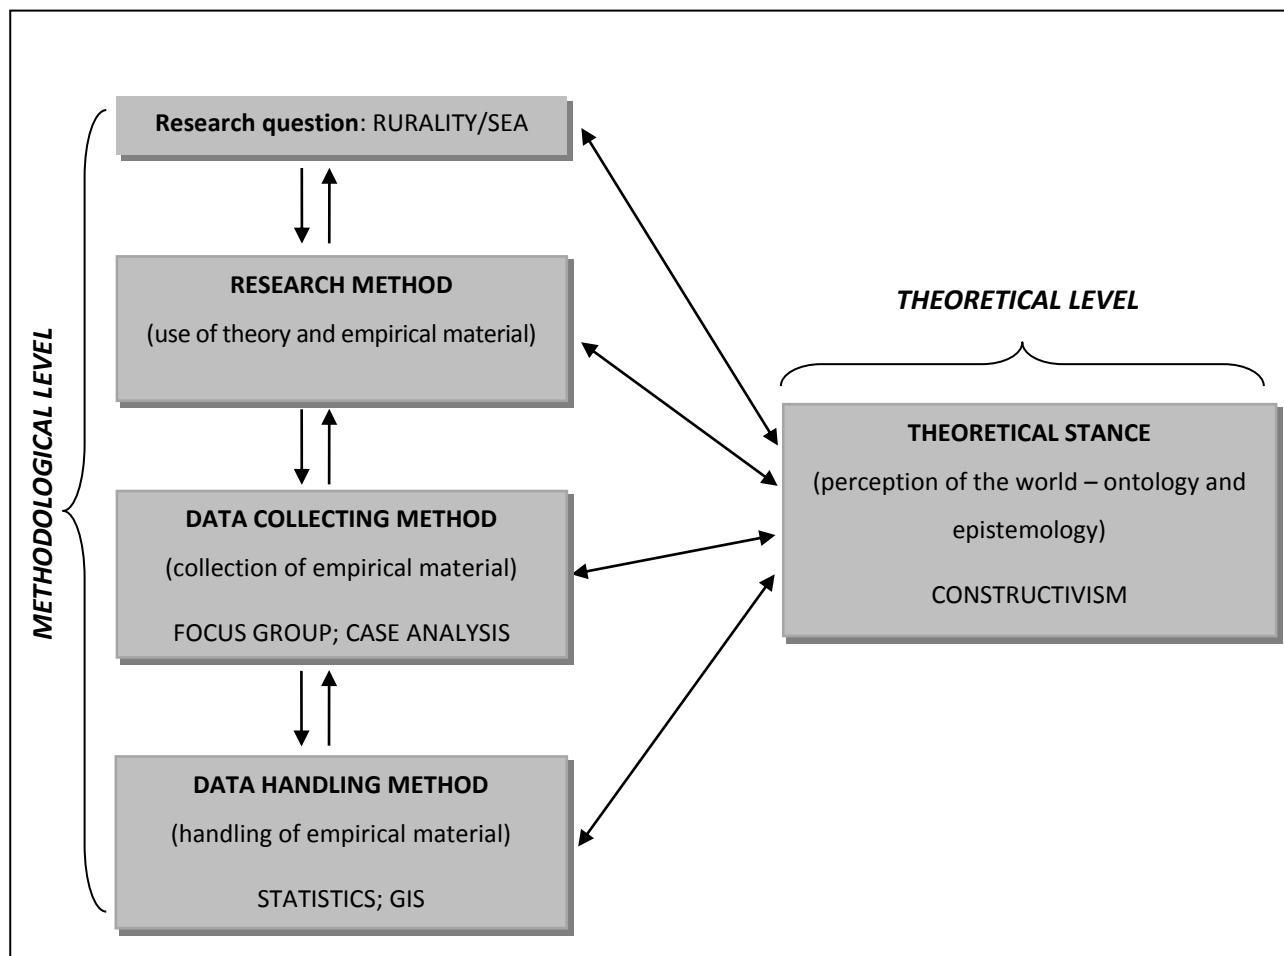 METHODOLOGICAL LEVEL
Research question: RURALITY/SEA
RESEARCH METHOD
(use of theory and empirical material)
DATA COLLECTING METHOD
(collection of empirical material)
FOCUS GROUP; CASE ANALYSIS
DATA HANDLING METHOD
(handling of empirical material)
STATISTICS; GIS
THEORETICAL LEVEL
THEORETICAL STANCE
(perception of the world – ontology and
epistemology)
CONSTRUCTIVISM